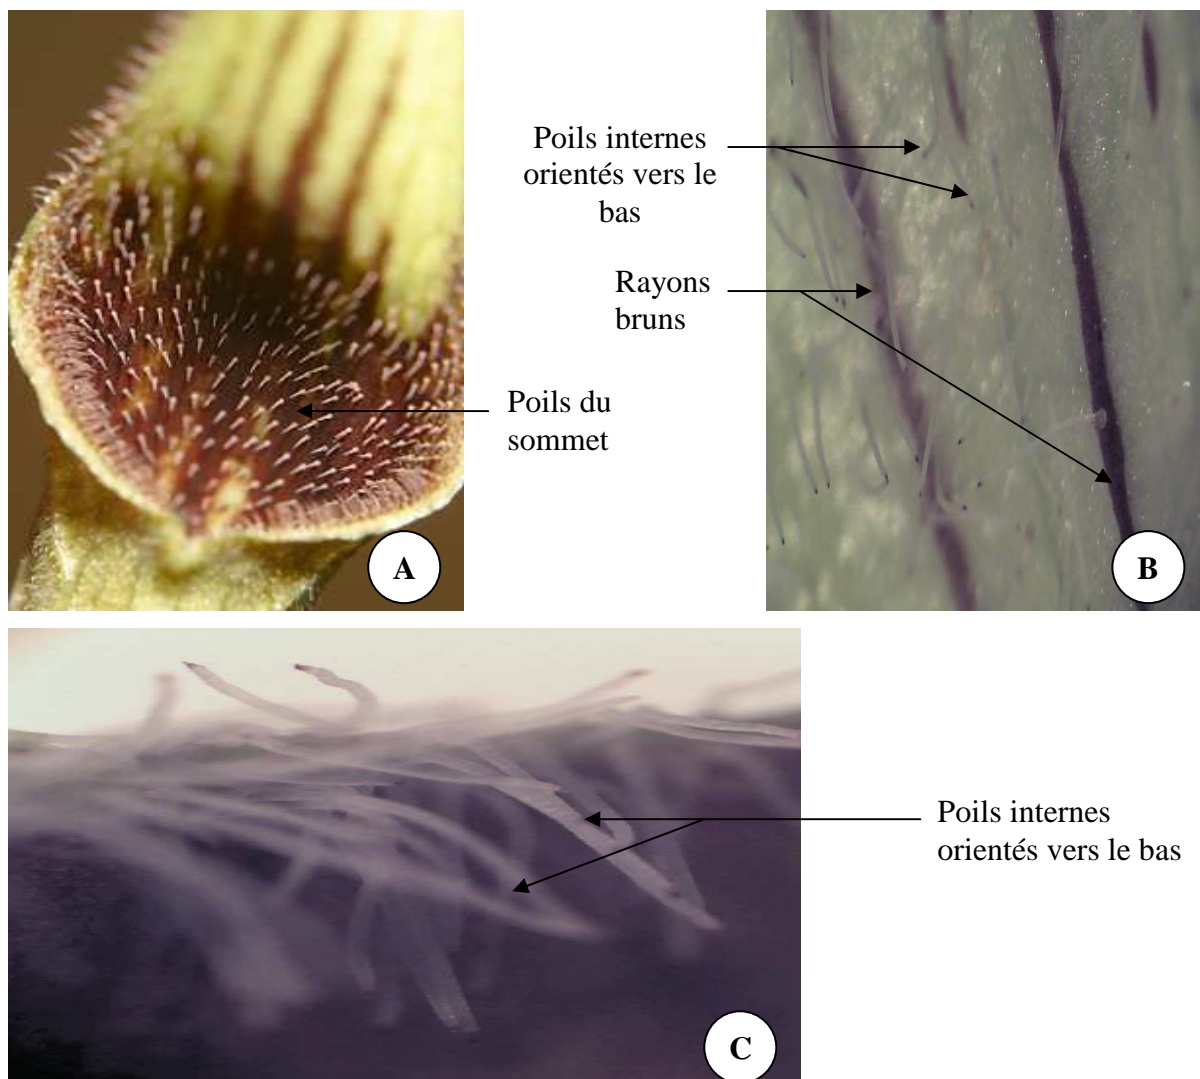 Poils internes
orientés vers le
bas
Rayons
bruns
Poils du
sommet
A
B
Poils internes
orientés vers le bas
C